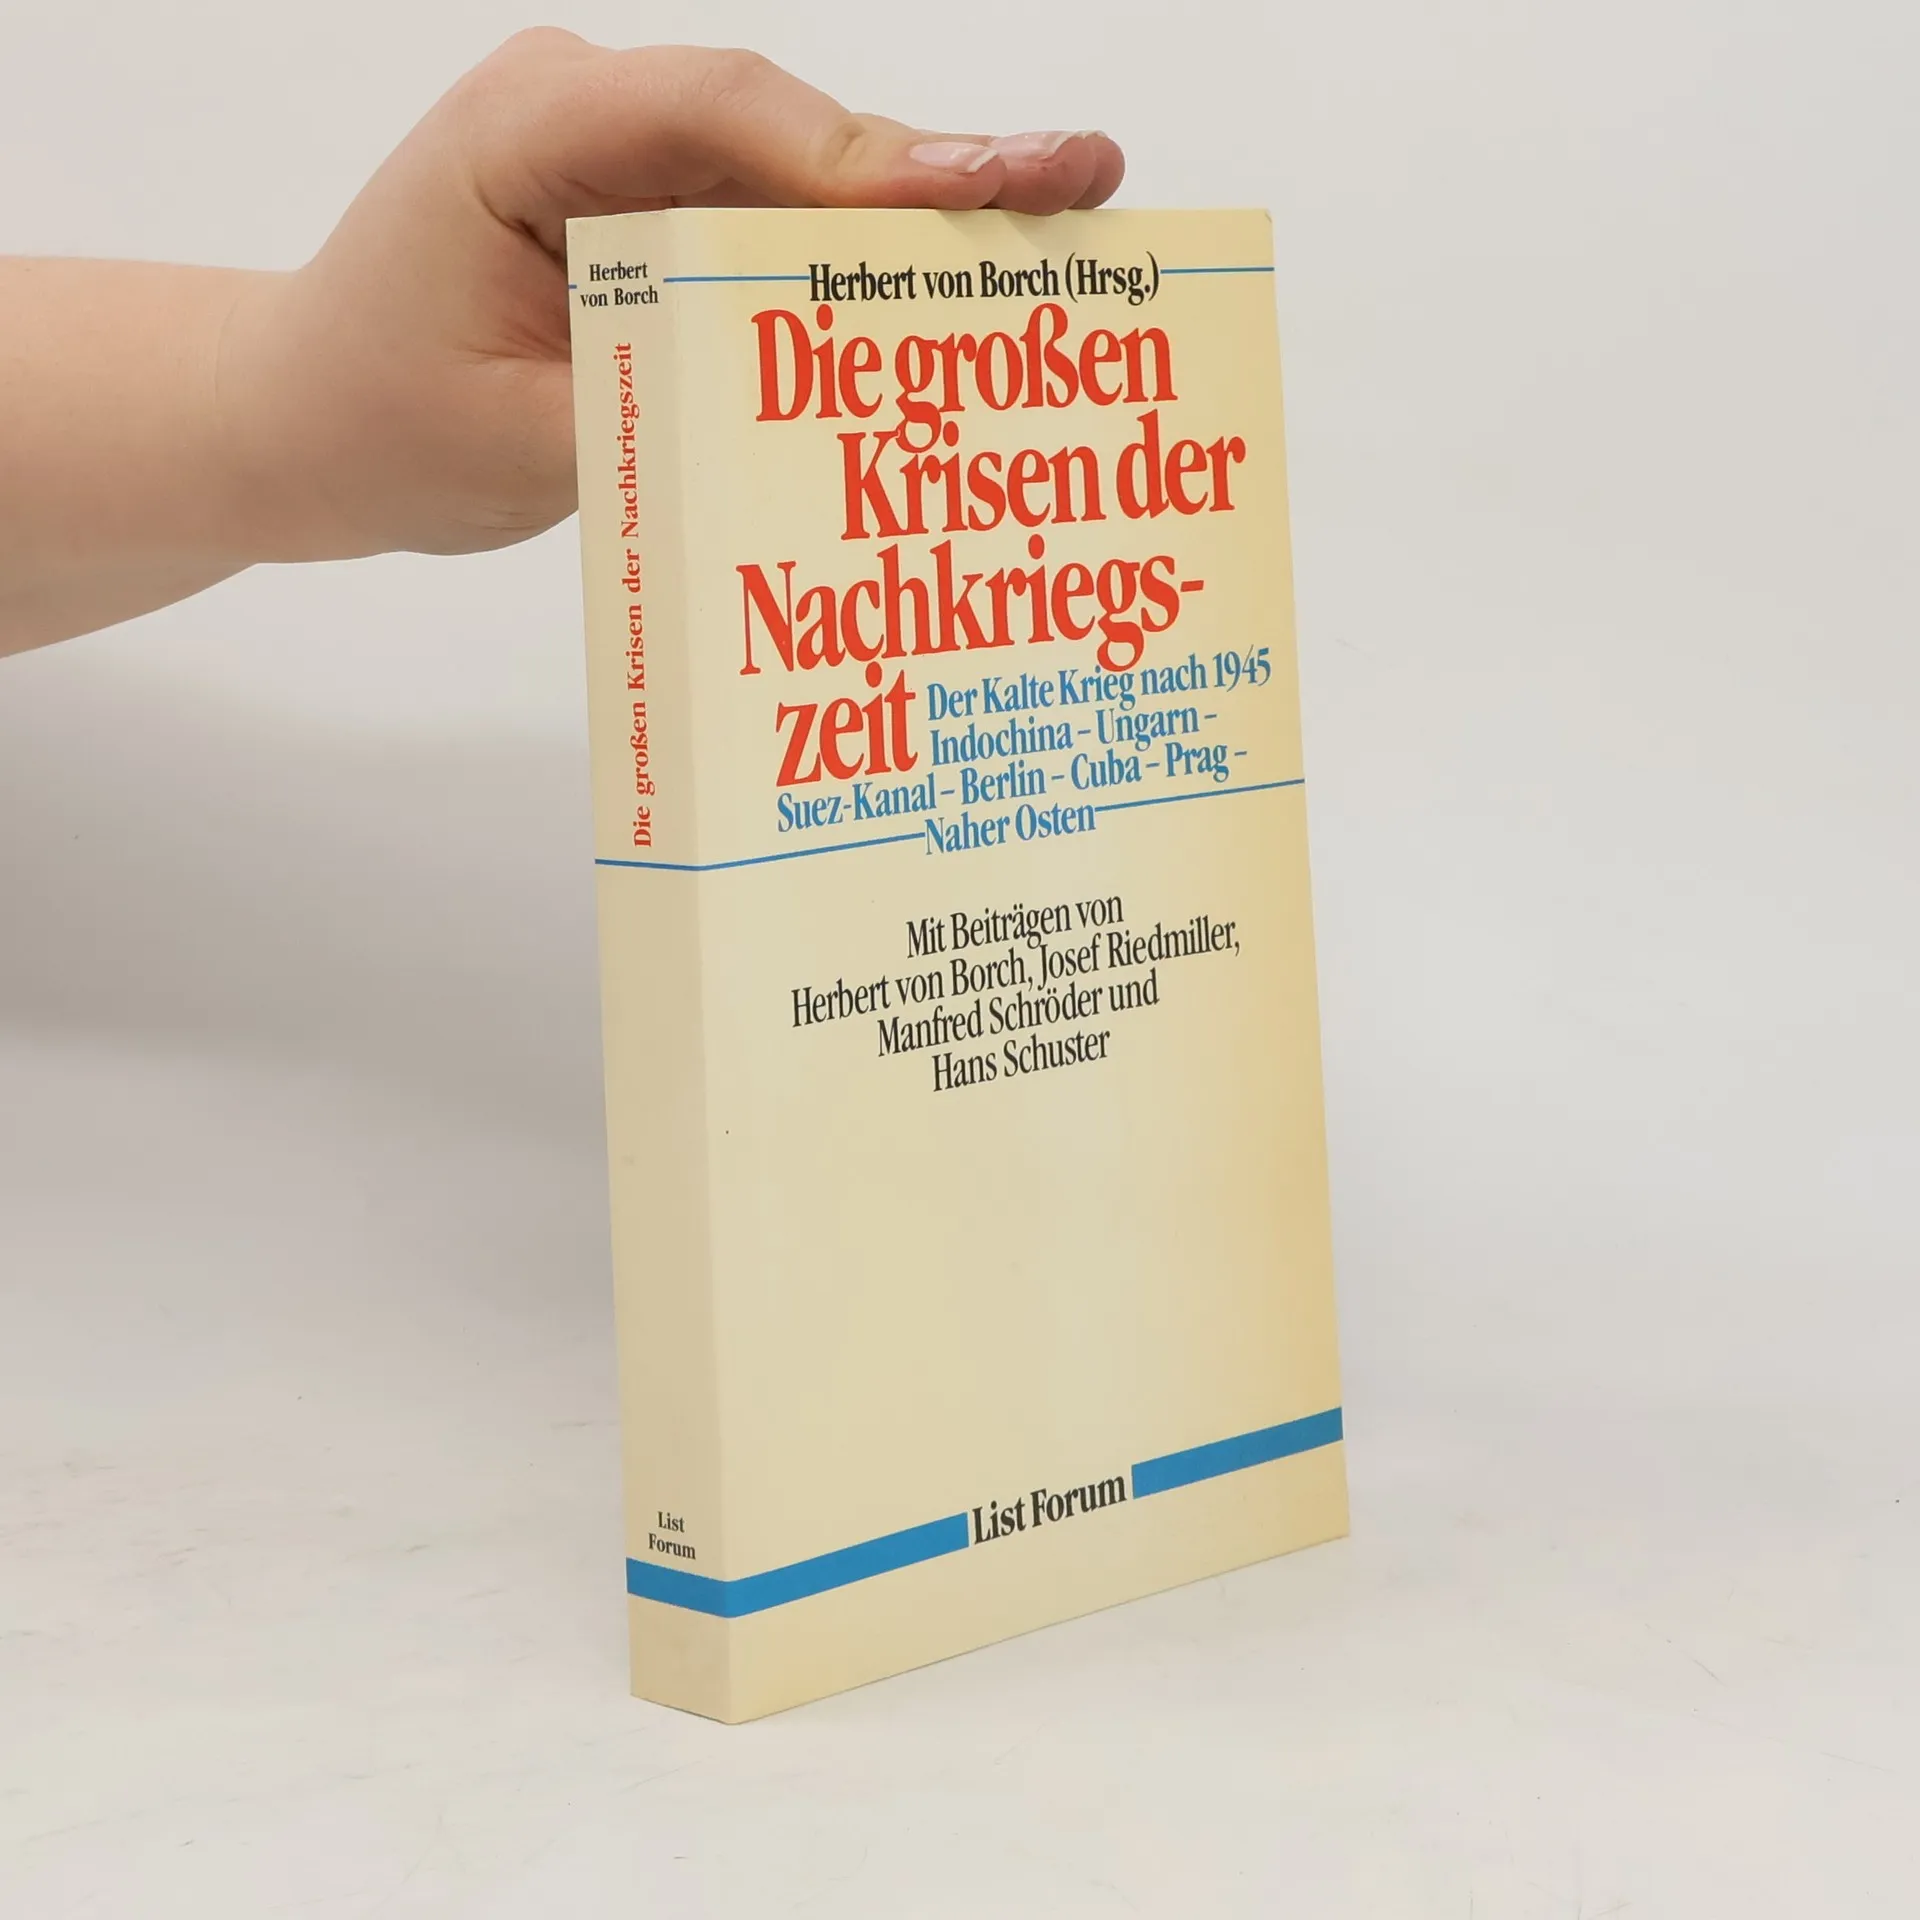 Herbert
von Borch
Die großen Krisen der Nachkriegszeit
List
Forum
Herbert von Borch (Hrsg.)
Die großen
Krisen der
Nachkriegs-
zeit
Der Kalte Krieg nach 1945
Indochina – Ungarn –
Suez-Kanal – Berlin – Cuba – Prag –
Naher Osten
Mit Beiträgen von
Herbert von Borch, Josef Riedmiller,
Manfred Schröder und
Hans Schuster
List Forum